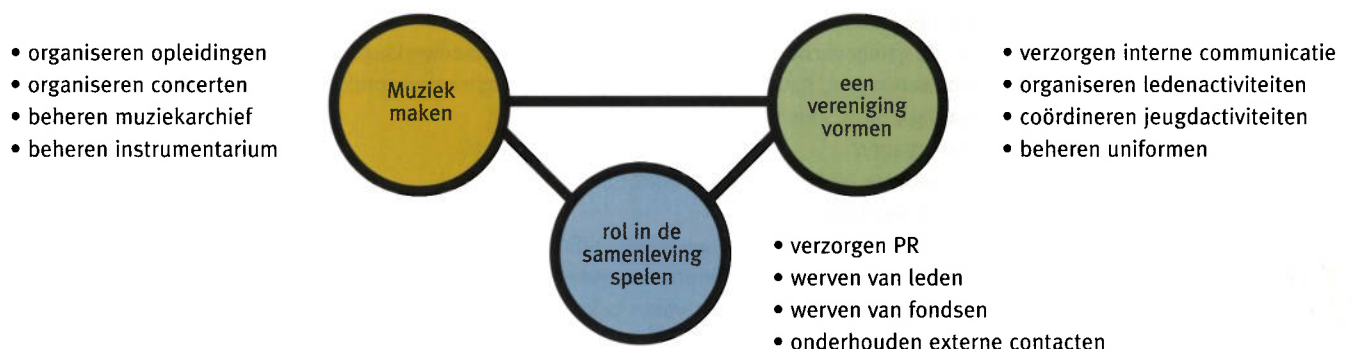 • organiseren opleidingen
• organiseren concerten
• beheren muziekarchief
• beheren instrumentarium
Muziek
maken
een
vereniging
vormen
• verzorgen interne communicatie
• organiseren ledenactiviteiten
• coördineren jeugdactiviteiten
• beheren uniformen
rol in de
samenleving
spelen
• verzorgen PR
• werven van leden
• werven van fondsen
• onderhouden externe contacten